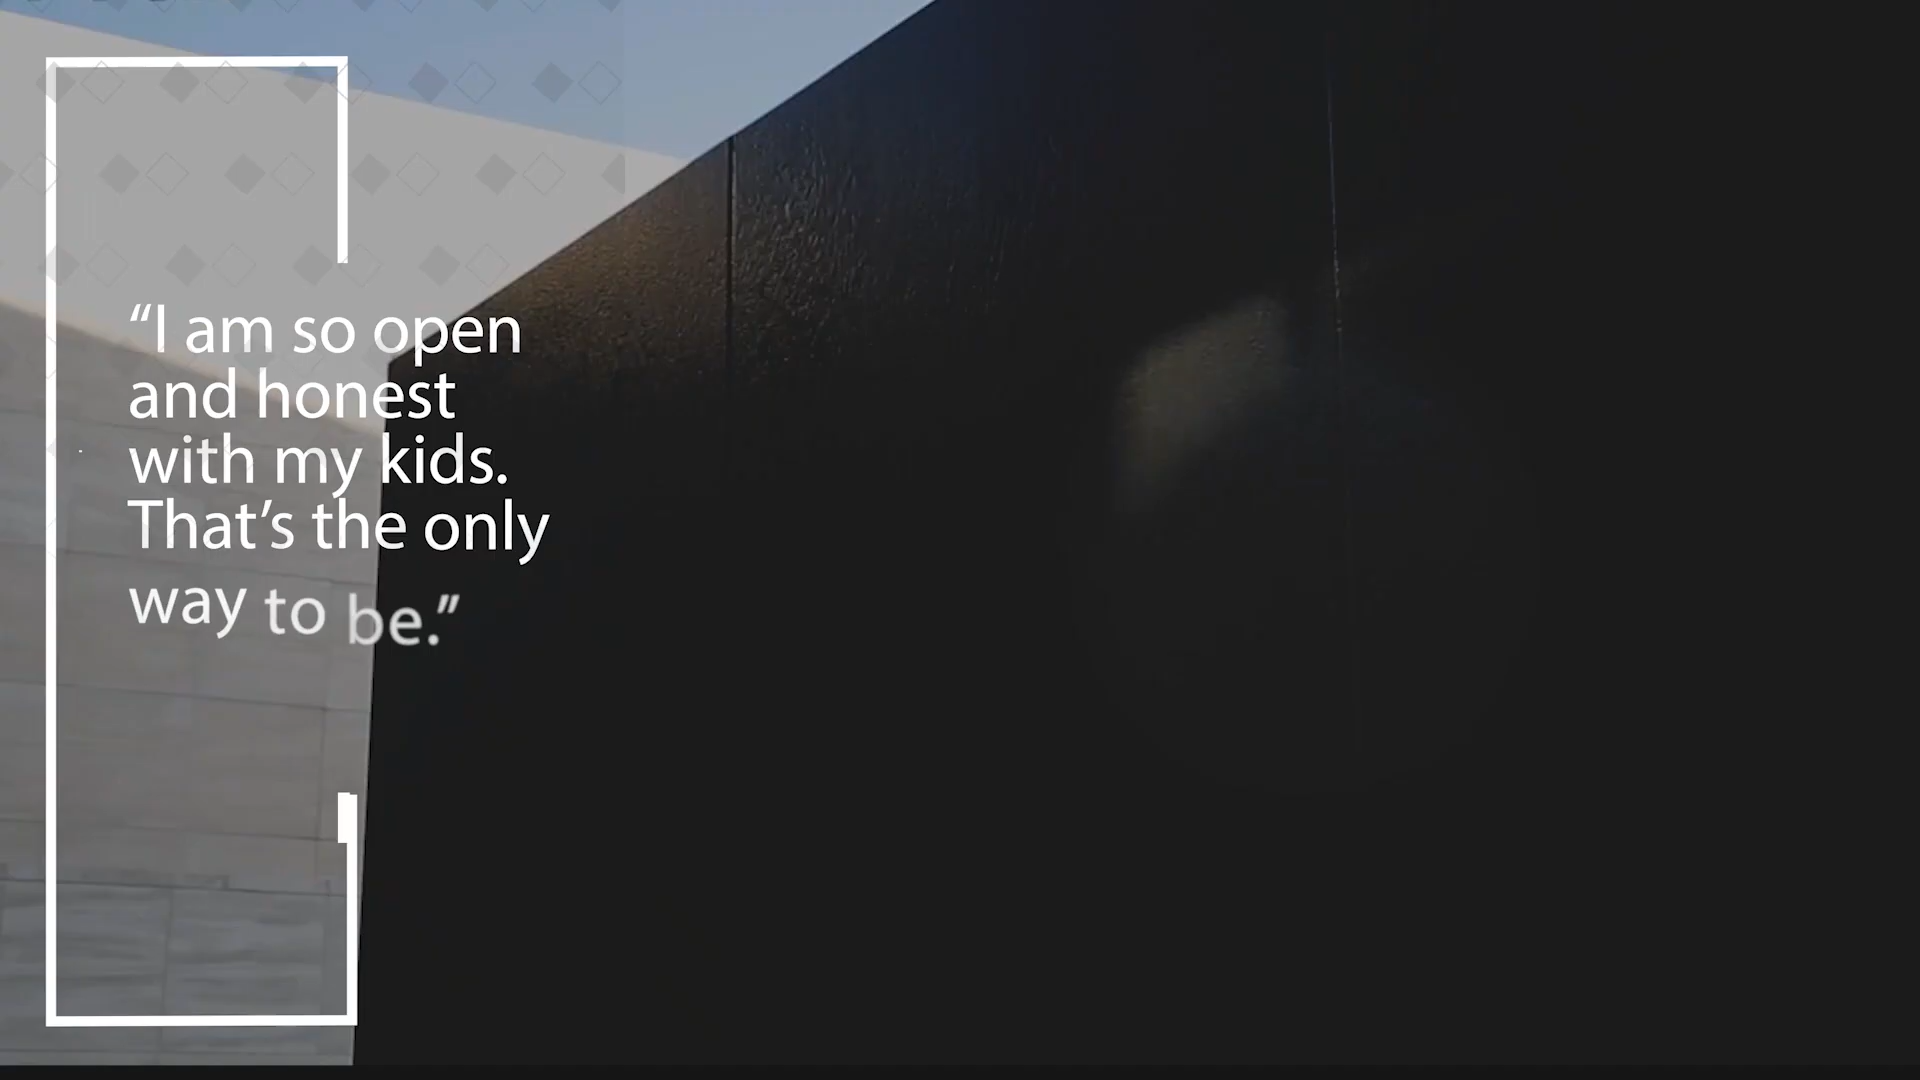 “I am so open
and honest
with my kids.
That’s the only
way to be.”